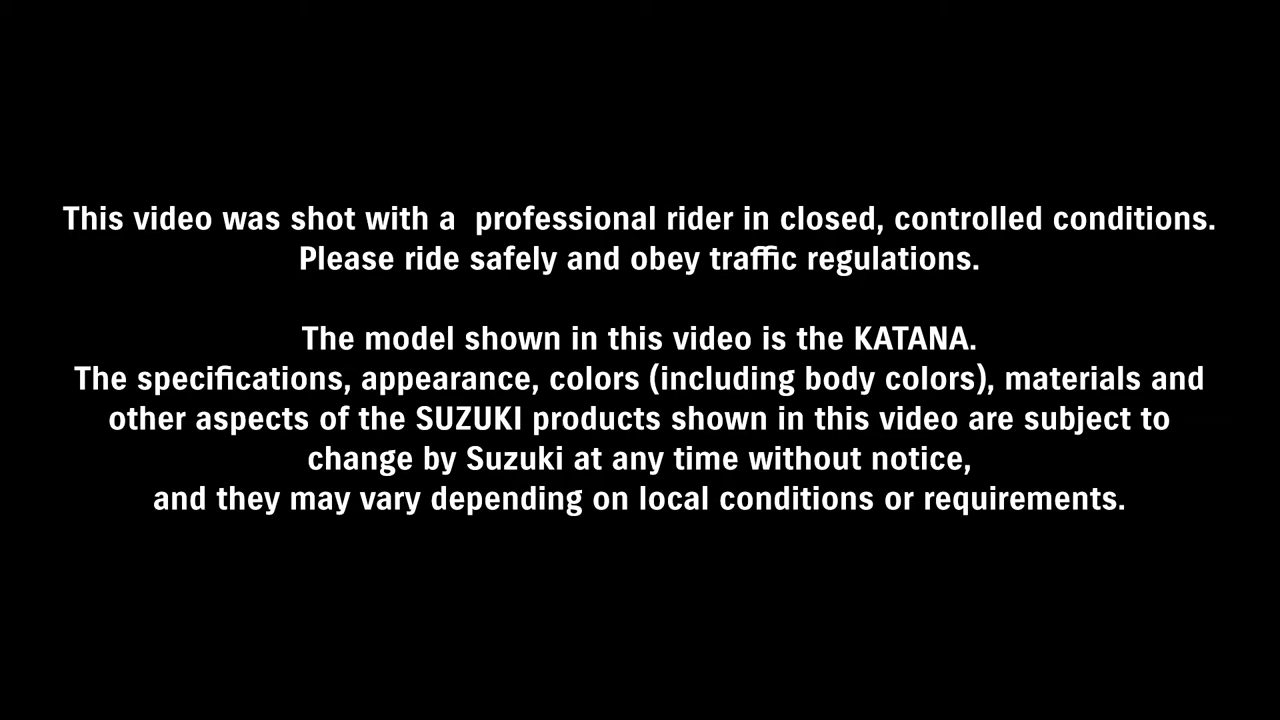 This video was shot with a  professional rider in closed, controlled conditions.
Please ride safely and obey traffic regulations.
The model shown in this video is the KATANA.
The specifications, appearance, colors (including body colors), materials and
other aspects of the SUZUKI products shown in this video are subject to
change by Suzuki at any time without notice,
and they may vary depending on local conditions or requirements.